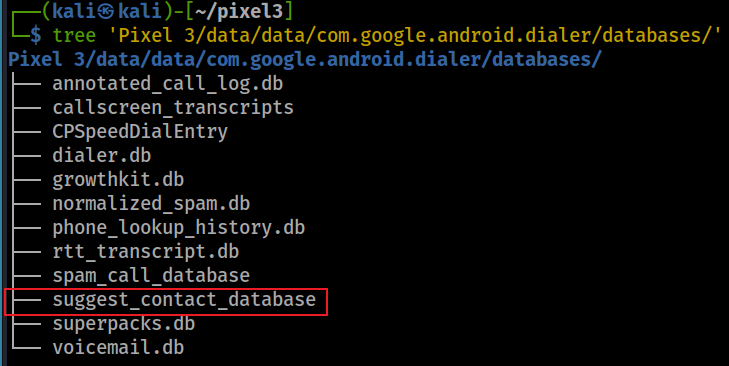 ┌──(kali㉿kali)-[~/pixel3]
└─$ tree 'Pixel 3/data/data/com.google.android.dialer/databases/'
Pixel 3/data/data/com.google.android.dialer/databases/
├── annotated_call_log.db
├── callscreen_transcripts
├── CPSpeedDialEntry
├── dialer.db
├── growthkit.db
├── normalized_spam.db
├── phone_lookup_history.db
├── rtt_transcript.db
├── spam_call_database
├── suggest_contact_database
├── superpacks.db
└── voicemail.db